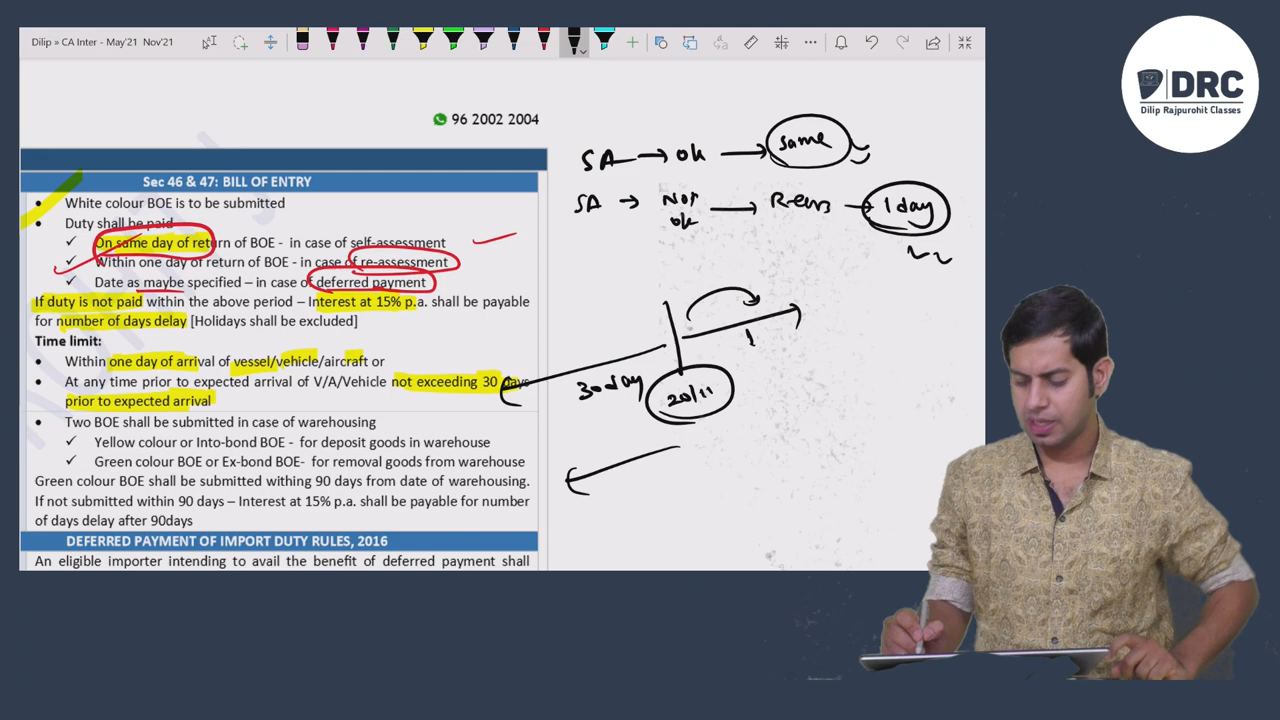 Dilip » CA Inter - May'21 Nov'21
DRC
Dilip Rajpurohit Classes
96 2002 2004
Sec 46 & 47: BILL OF ENTRY
• White colour BOE is to be submitted
• Duty shall be paid
✓ On same day of return of BOE - in case of self-assessment
✓ Within one day of return of BOE - in case of re-assessment
✓ Date as maybe specified – in case of deferred payment
If duty is not paid within the above period – Interest at 15% p.a. shall be payable
for number of days delay [Holidays shall be excluded]
Time limit:
• Within one day of arrival of vessel/vehicle/aircraft or
• At any time prior to expected arrival of V/A/Vehicle not exceeding 30 days
prior to expected arrival
• Two BOE shall be submitted in case of warehousing
✓ Yellow colour or Into-bond BOE - for deposit goods in warehouse
✓ Green colour BOE or Ex-bond BOE- for removal goods from warehouse
Green colour BOE shall be submitted withing 90 days from date of warehousing.
If not submitted within 90 days – Interest at 15% p.a. shall be payable for number
of days delay after 90days
DEFERRED PAYMENT OF IMPORT DUTY RULES, 2016
An eligible importer intending to avail the benefit of deferred payment shall
SA → ok → same
SA → Not ok → → 1 day
1
30 day
20/11